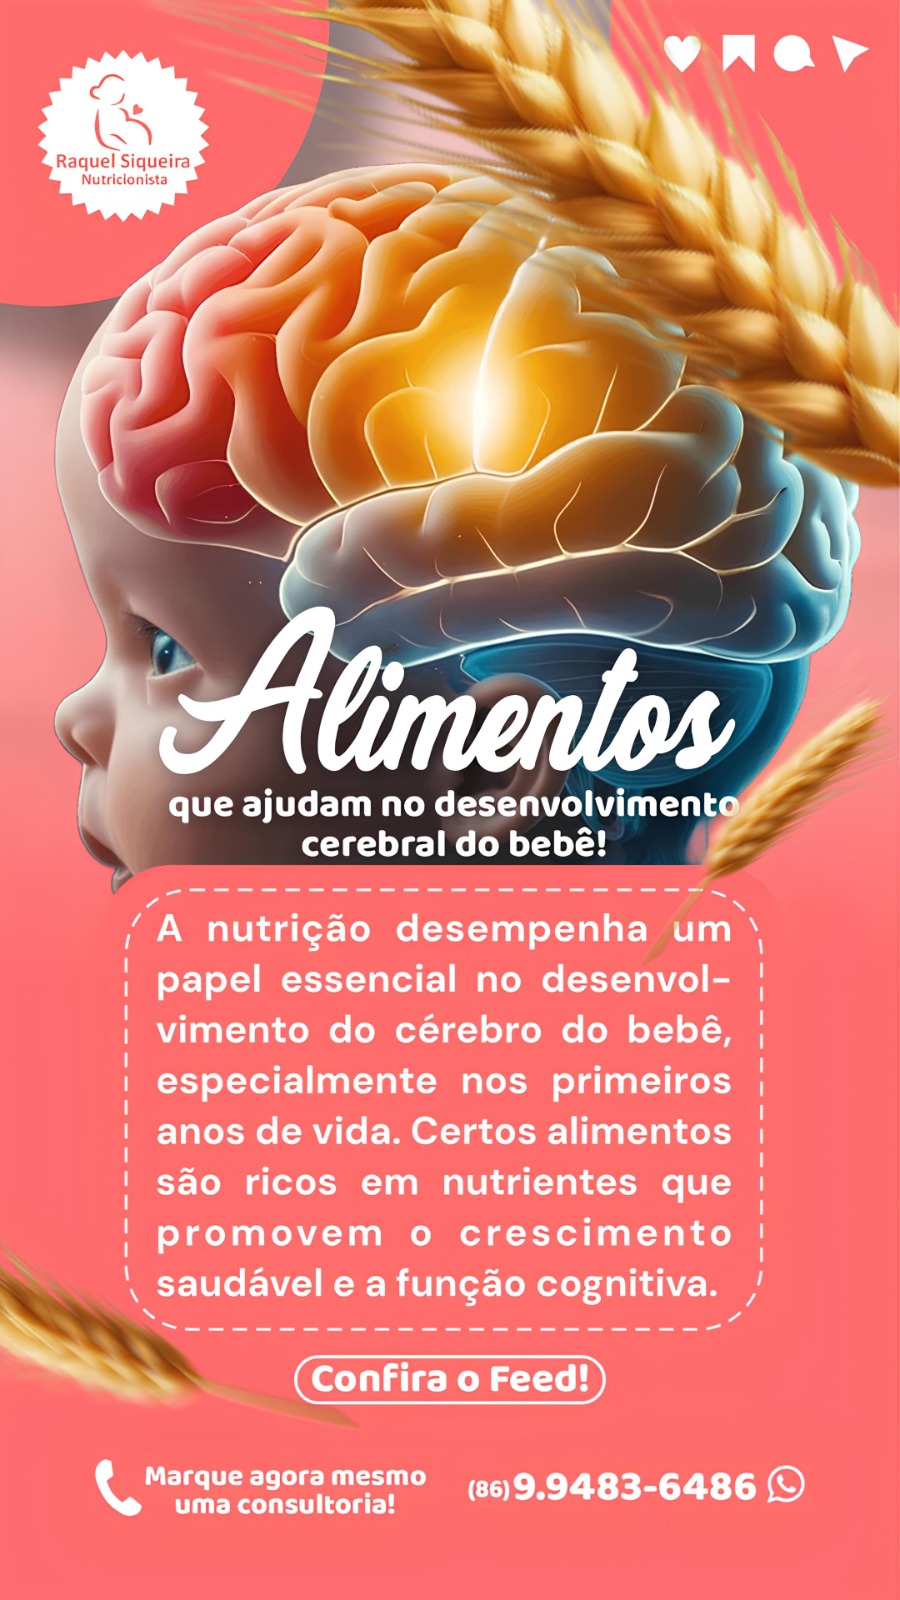 Raquel Siqueira
Nutricionista
Alimentos
que ajudam no desenvolvimento
cerebral do bebê!
A nutrição desempenha um
papel essencial no desenvol-
vimento do cérebro do bebê,
especialmente nos primeiros
anos de vida. Certos alimentos
são ricos em nutrientes que
promovem o crescimento
saudável e a função cognitiva.
Confira o Feed!
Marque agora mesmo
uma consultoria!
(86)9.9483-6486